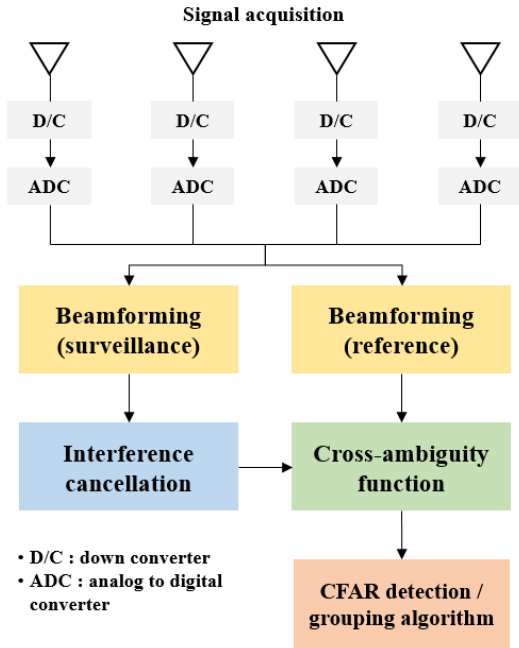 Signal acquisition
D/C D/C D/C D/C
ADC ADC ADC ADC
Beamforming
(surveillance)
Beamforming
(reference)
Interference
cancellation
Cross-ambiguity
function
• D/C : down converter
• ADC : analog to digital
converter
CFAR detection /
grouping algorithm